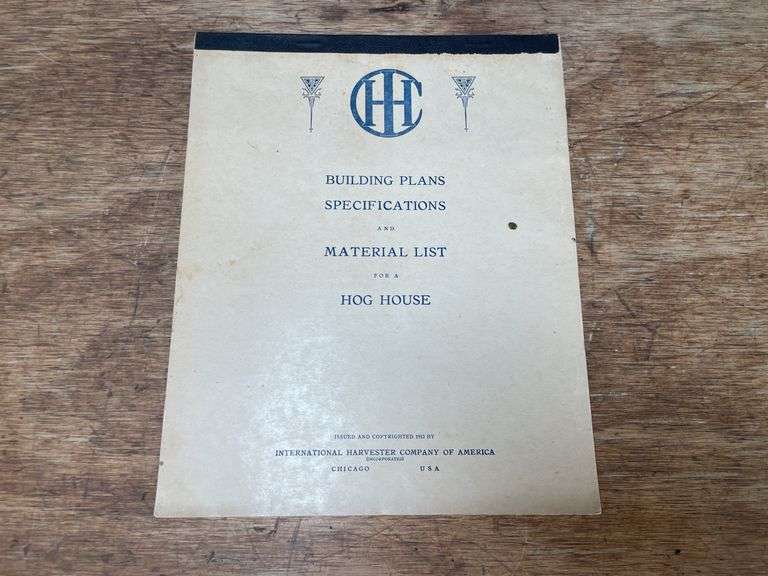 IHC
BUILDING PLANS
SPECIFICATIONS
AND
MATERIAL LIST
FOR A
HOG HOUSE
ISSUED AND COPYRIGHTED 1912 BY
INTERNATIONAL HARVESTER COMPANY OF AMERICA
(INCORPORATED)
CHICAGO USA